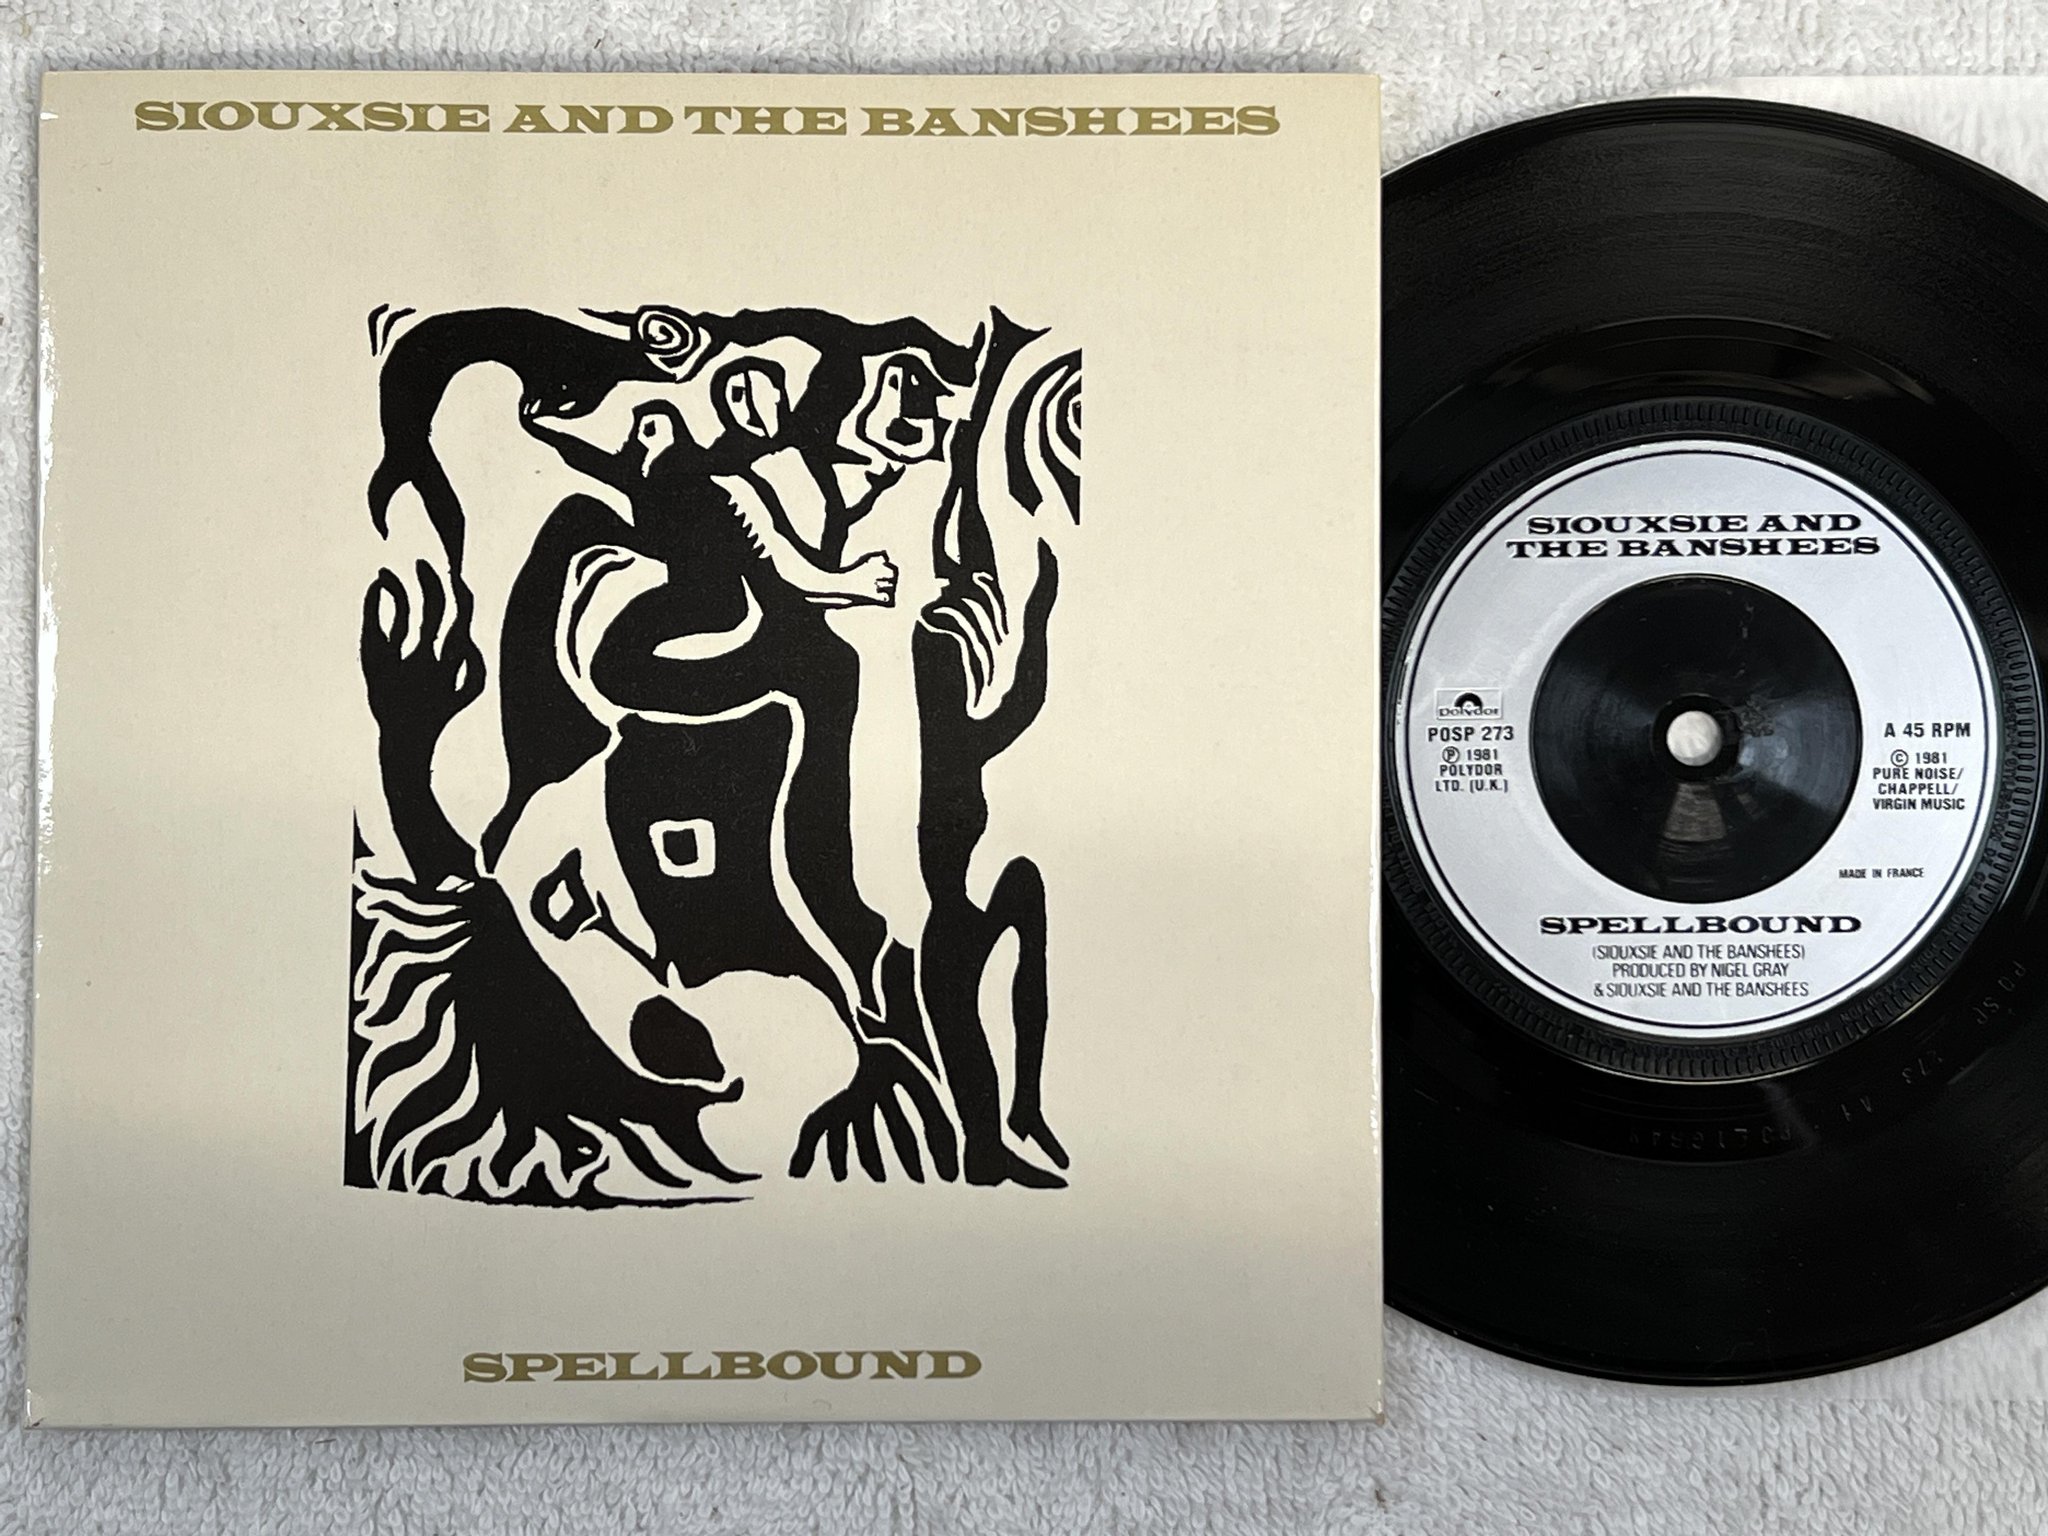 SIOUXSIE AND THE BANSHEES
SPELLBOUND
SIOUXSIE AND
THE BANSHEES
polydor
POSP 273
Ⓟ 1981
POLYDOR
LTD. (U.K.)
A 45 RPM
© 1981
PURE NOISE/
CHAPPELL/
VIRGIN MUSIC
MADE IN FRANCE
SPELLBOUND
(SIOUXSIE AND THE BANSHEES)
PRODUCED BY NIGEL GRAY
& SIOUXSIE AND THE BANSHEES